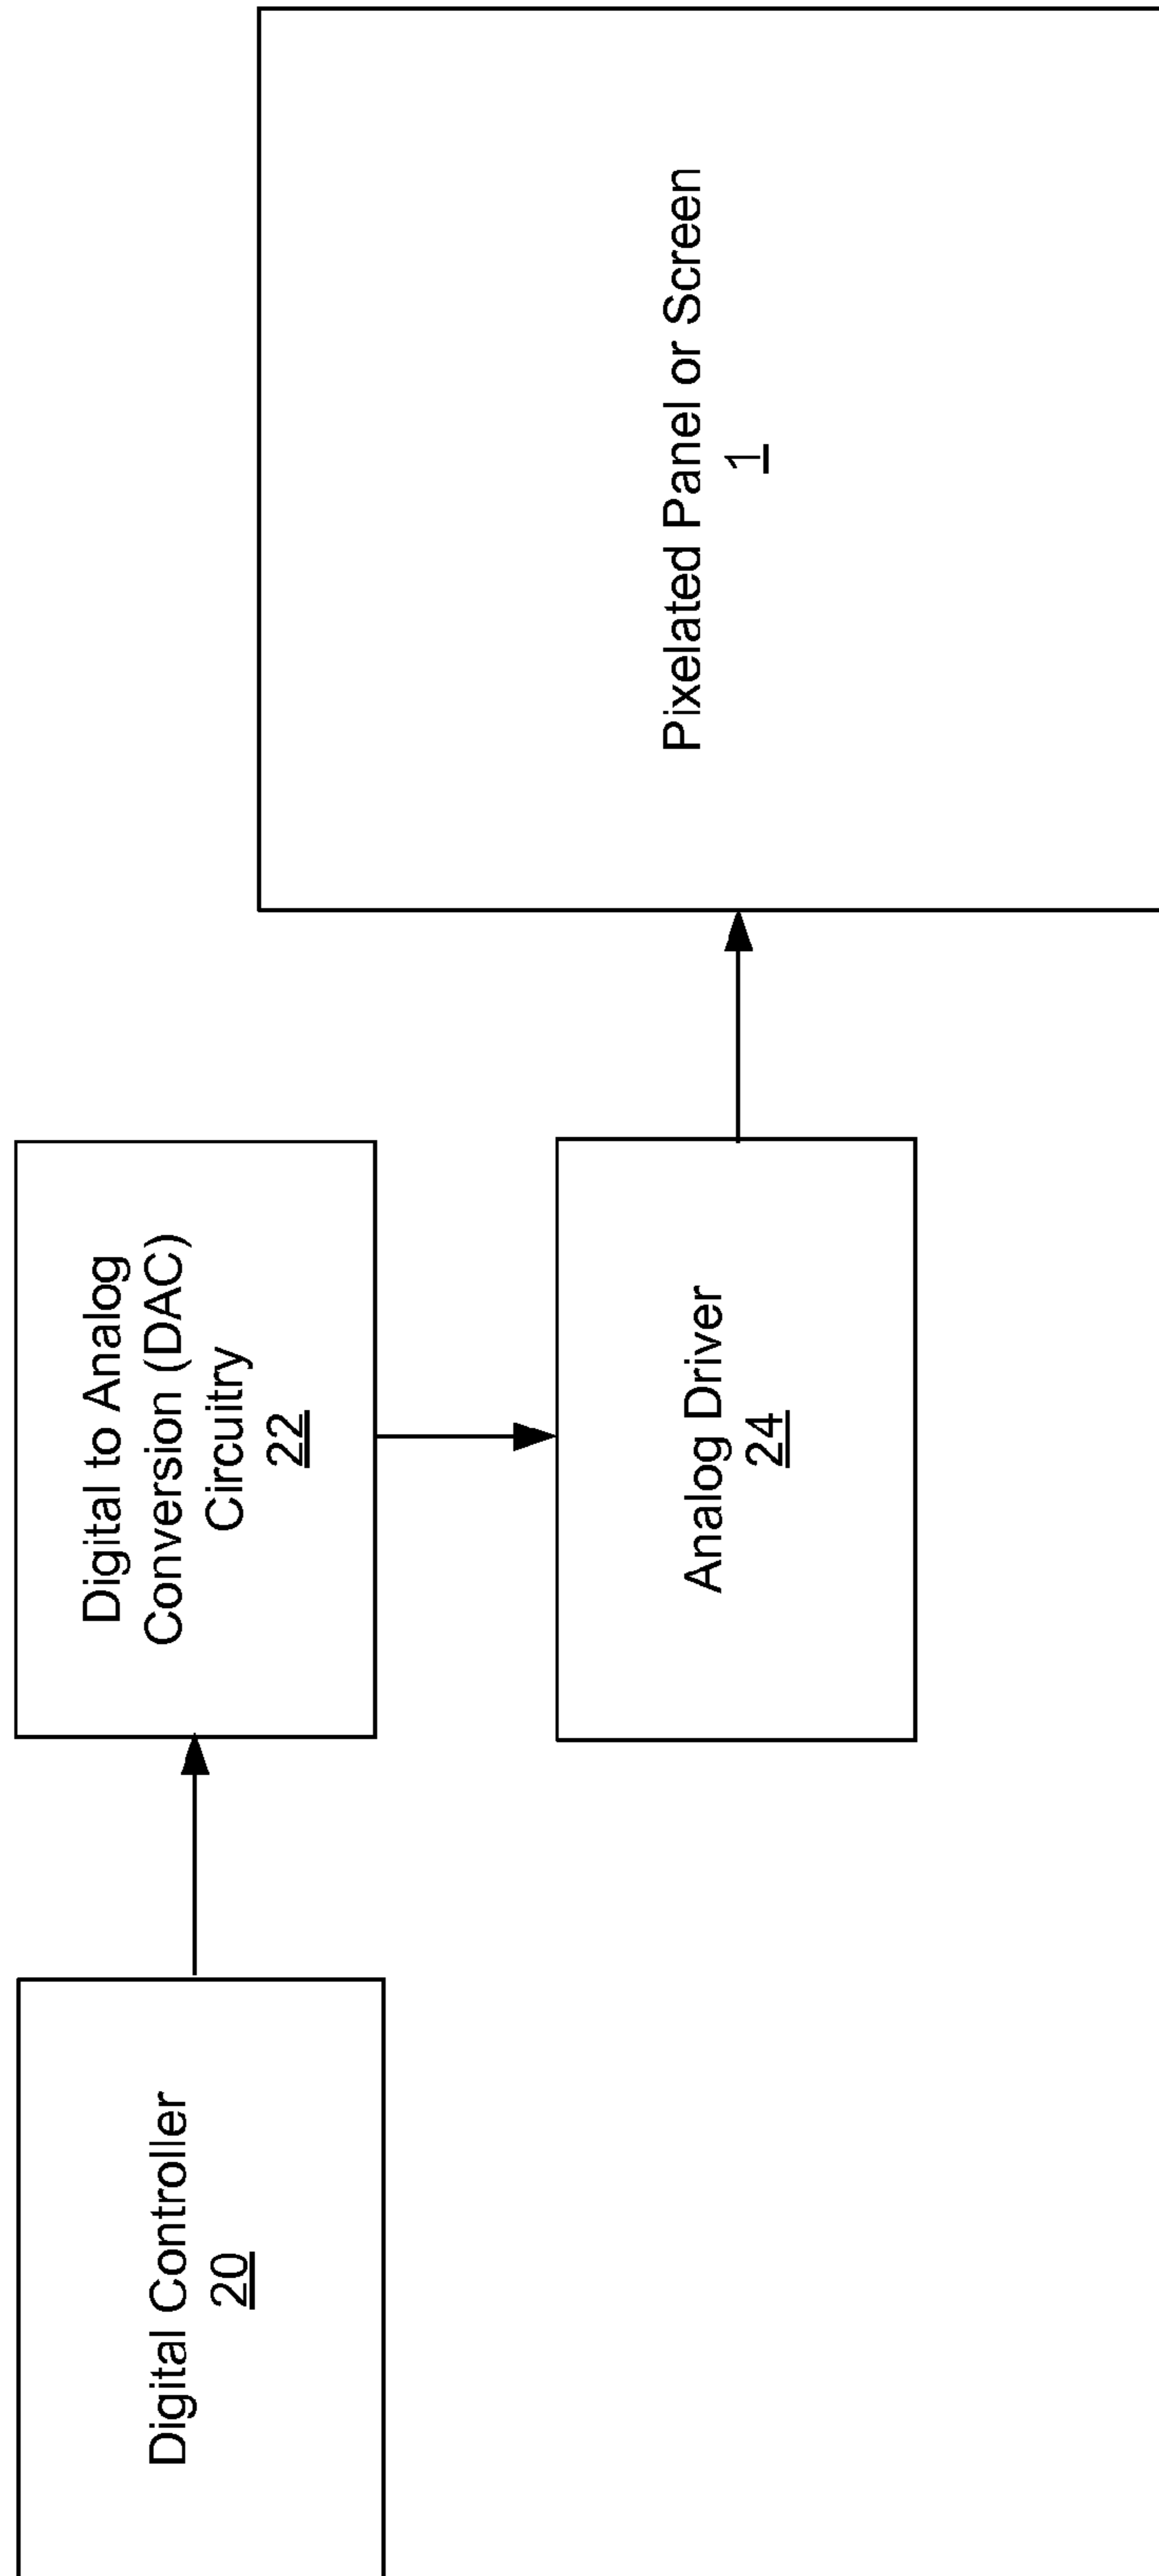 Digital Controller
20
Digital to Analog
Conversion (DAC)
Circuitry
22
Analog Driver
24
Pixelated Panel or Screen
1